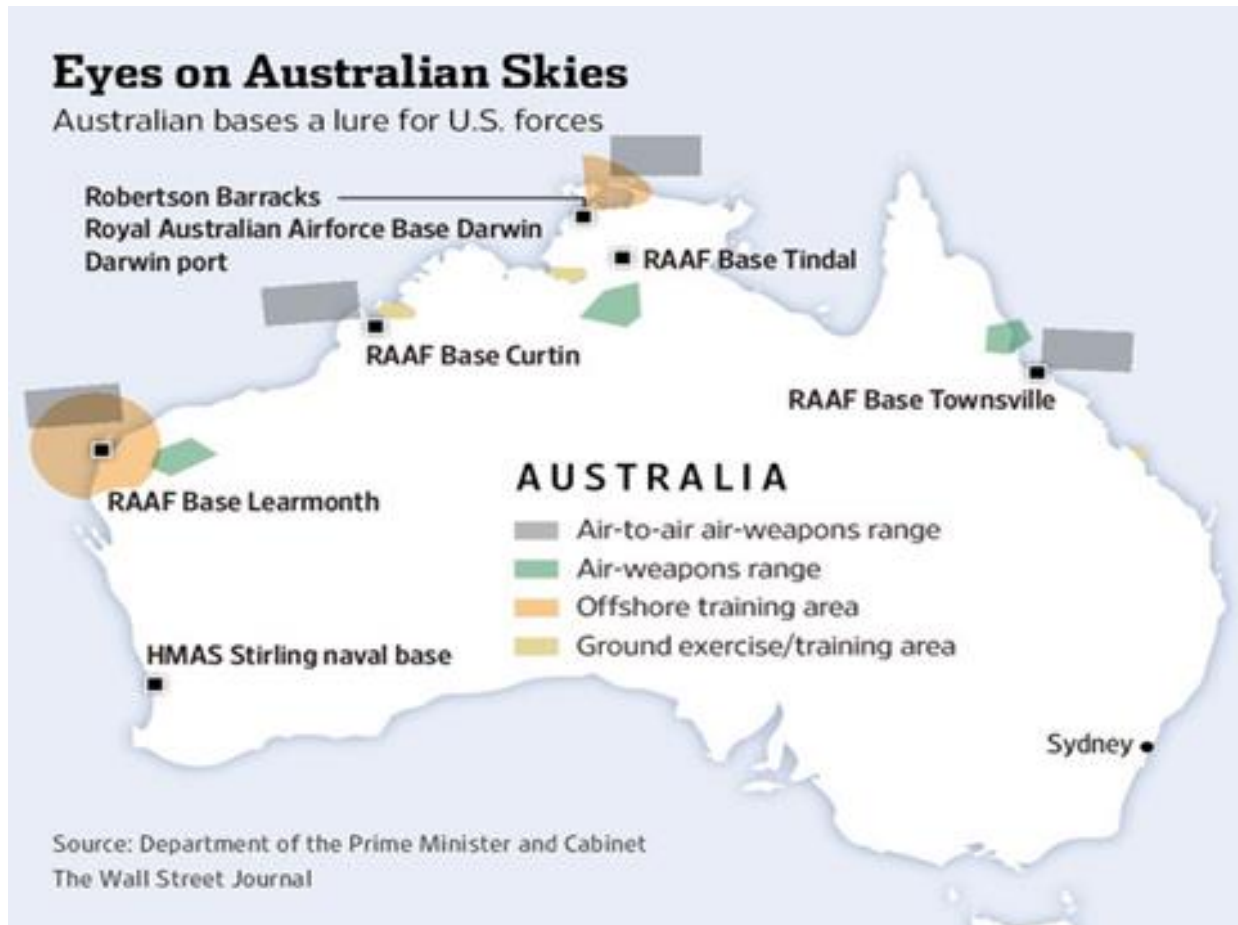 Eyes on Australian Skies
Australian bases a lure for U.S. forces
Robertson Barracks
Royal Australian Airforce Base Darwin
Darwin port
RAAF Base Tindal
RAAF Base Curtin
RAAF Base Townsville
RAAF Base Learmonth
AUSTRALIA
Air-to-air air-weapons range
Air-weapons range
Offshore training area
Ground exercise/training area
HMAS Stirling naval base
Sydney
Source: Department of the Prime Minister and Cabinet
The Wall Street Journal